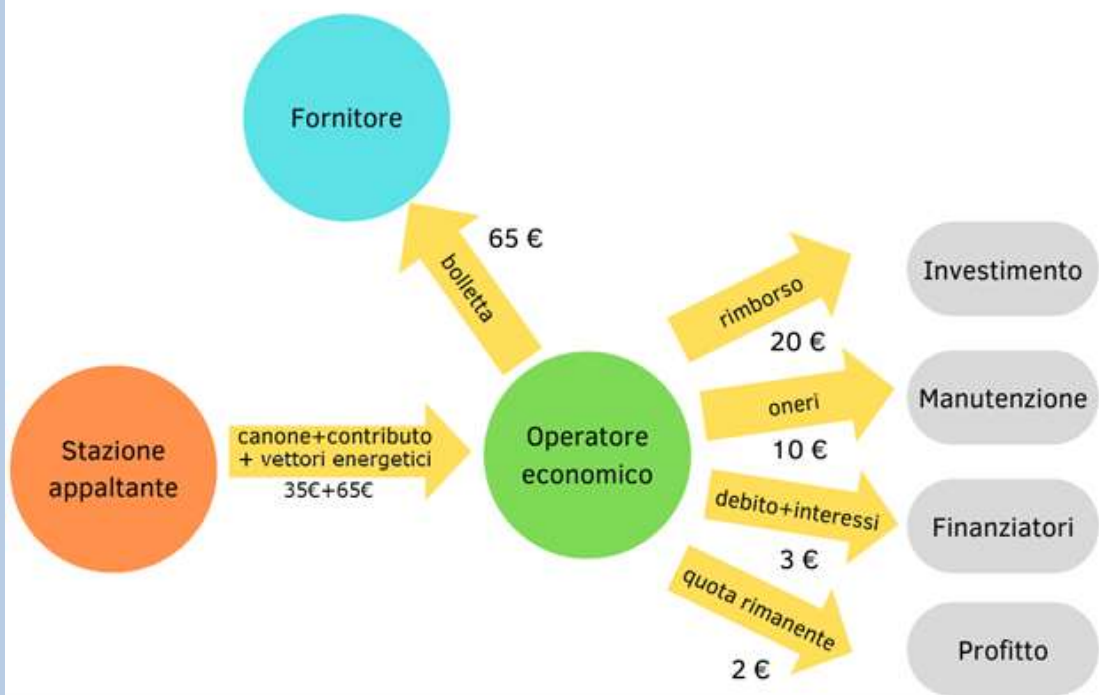 Fornitore
bolletta
65 €
Stazione
appaltante
canone+contributo
+ vettori energetici
35€+65€
Operatore
economico
rimborso
20 €
Investimento
oneri
10 €
Manutenzione
debito+interessi
3 €
Finanziatori
quota rimanente
2 €
Profitto